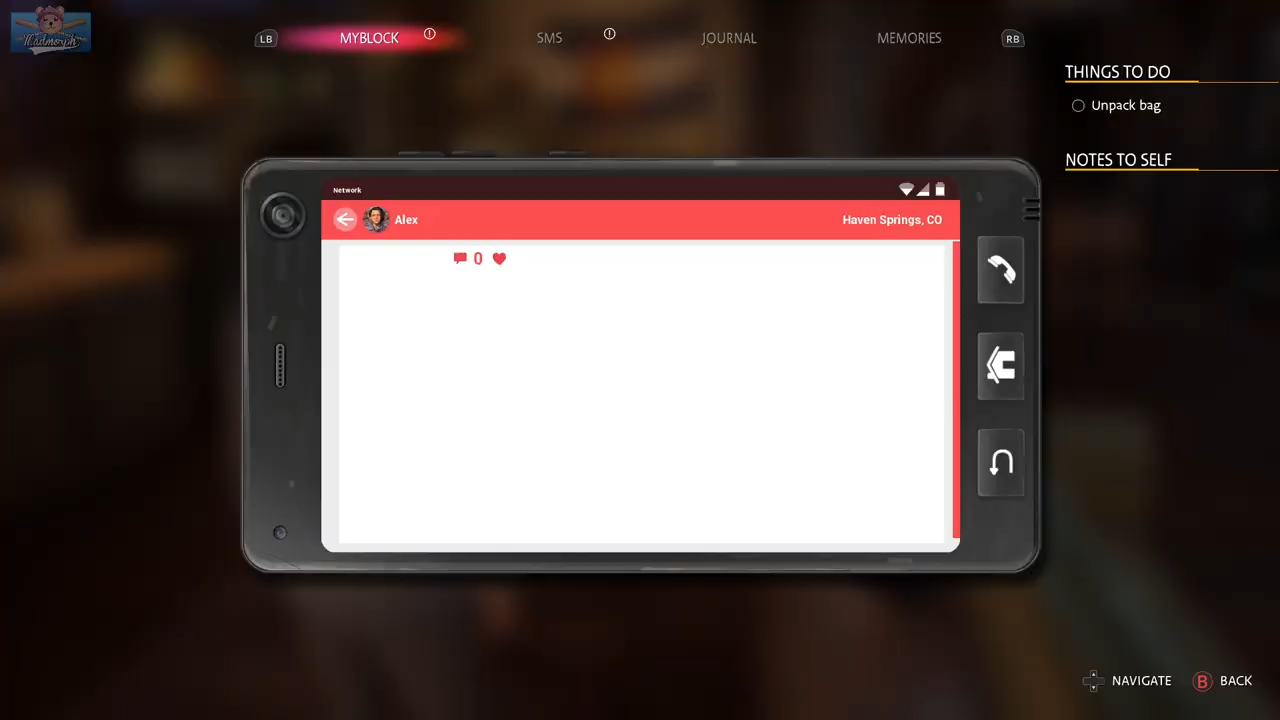 Madmorph
LB
MYBLOCK
SMS
JOURNAL
MEMORIES
RB
THINGS TO DO
Unpack bag
NOTES TO SELF
Network
Alex
Haven Springs, CO
0
NAVIGATE
B
BACK